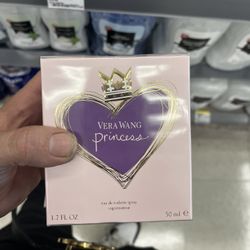 VERA WANG
princess
eau de toilette spray
vaporisateur
1.7 FL OZ 50 ml e